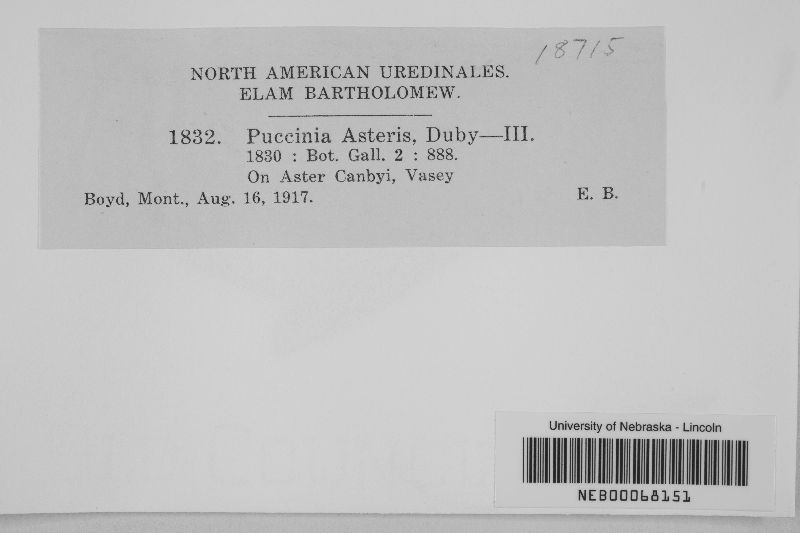 18715
NORTH AMERICAN UREDINALES.
ELAM BARTHOLOMEW.
1832. Puccinia Asteris, Duby—III.
1830 : Bot. Gall. 2 : 888.
On Aster Canbyi, Vasey
Boyd, Mont., Aug. 16, 1917. E. B.
University of Nebraska - Lincoln
NEB00068151